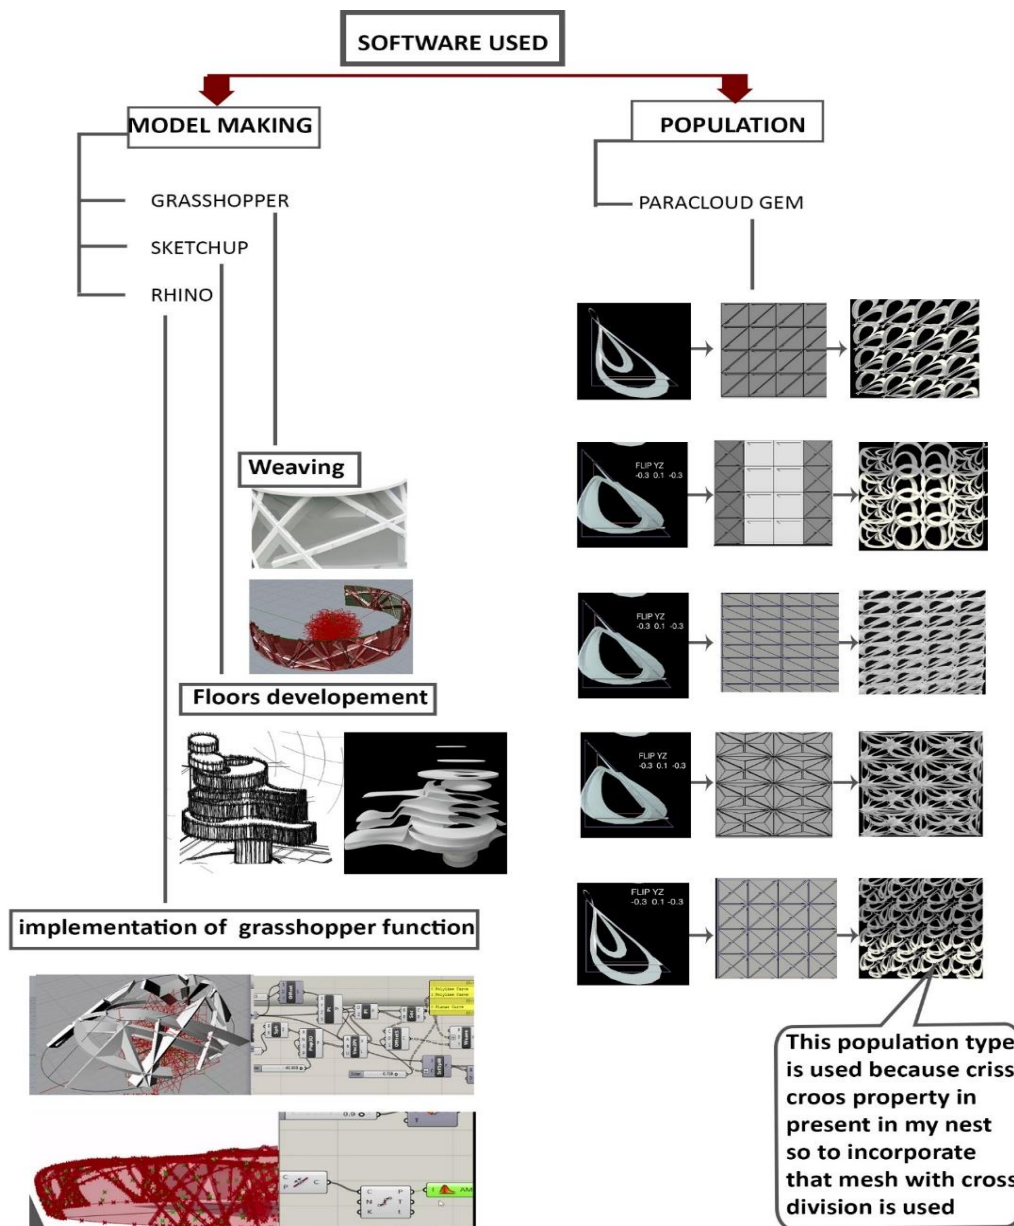 SOFTWARE USED
MODEL MAKING
GRASSHOPPER
SKETCHUP
RHINO
Weaving
Floors developement
implementation of grasshopper function
POPULATION
PARACLOUD GEM
FLIP YZ
-0.3 0.1 -0.3
FLIP YZ
-0.3 0.1 -0.3
FLIP YZ
-0.3 0.1 -0.3
FLIP YZ
-0.3 0.1 -0.3
This population type
is used because criss
croos property in
present in my nest
so to incorporate
that mesh with cross
division is used